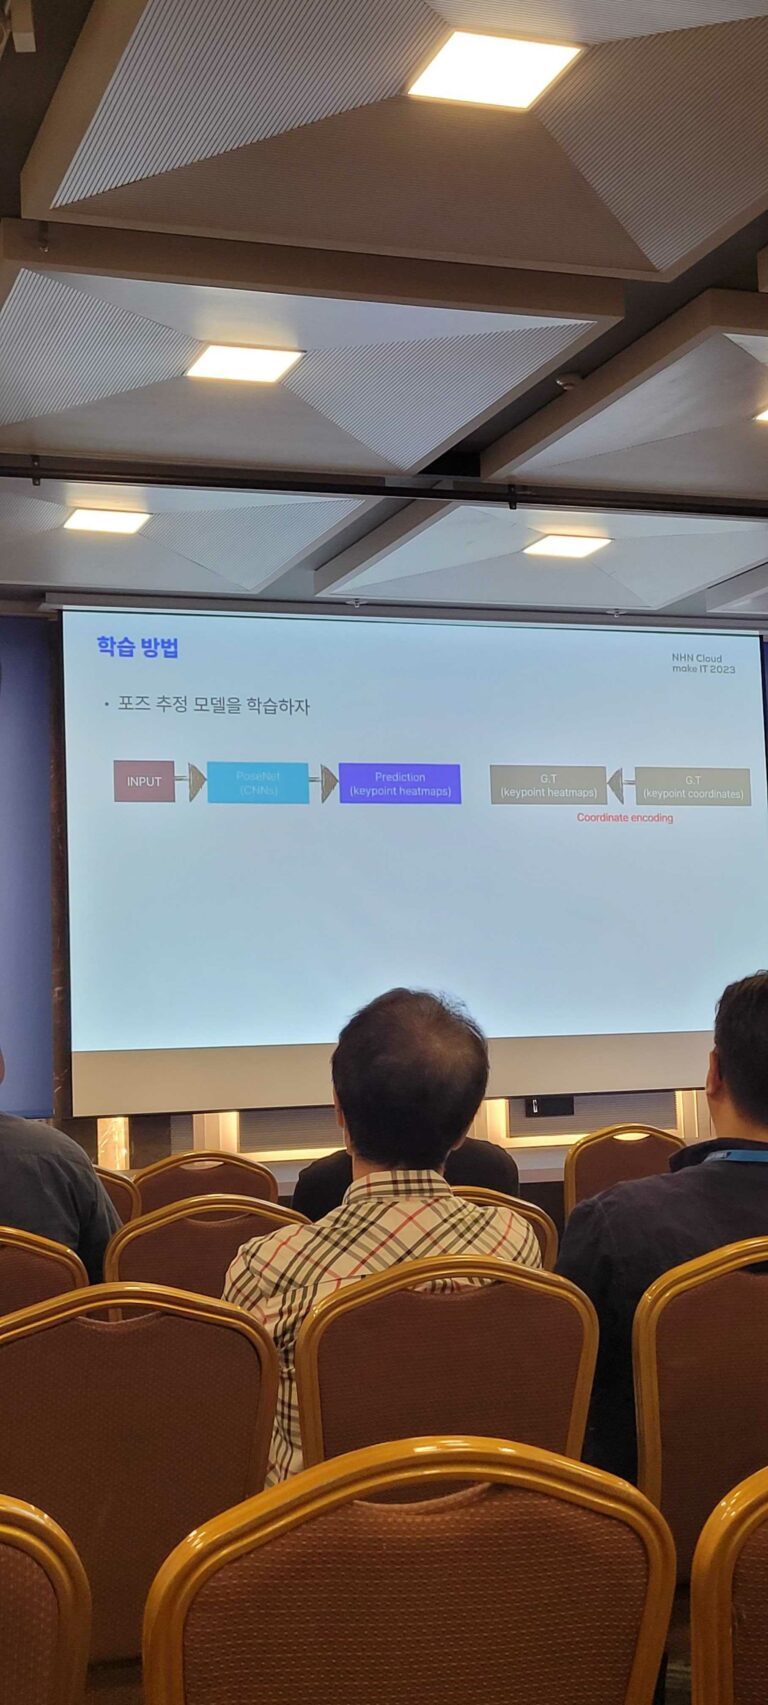 학습 방법
NHN Cloud
make IT 2023
• 포즈 추정 모델을 학습하자
INPUT
PoseNet
(CNNs)
Prediction
(keypoint heatmaps)
G.T
(keypoint heatmaps)
G.T
(keypoint coordinates)
Coordinate encoding